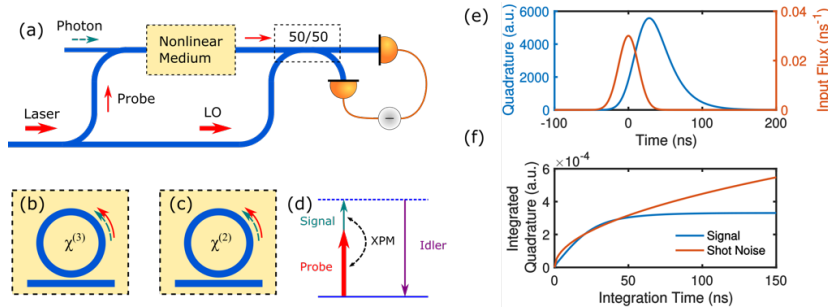 (a)
Photon
Nonlinear
Medium
50/50
Probe
Laser
LO
−
(b)
χ(3)
(c)
χ(2)
(d)
Signal
XPM
Idler
Probe
(e)
Quadrature (a.u.)
6000
4000
2000
0
0.04
0.02
0
Input Flux (ns-1)
-100
0
100
200
Time (ns)
(f)
×10-4
Integrated
Quadrature (a.u.)
6
4
2
0
Signal
Shot Noise
0
50
100
150
Integration Time (ns)